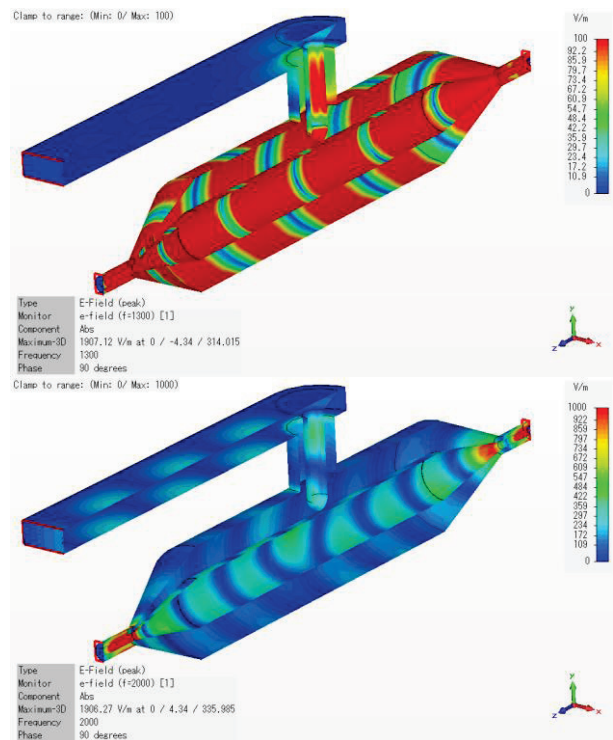 Clamp to range: (Min: 0/ Max: 100)
V/m
100
92.2
85.9
79.7
73.4
67.2
60.9
54.7
48.4
42.2
35.9
29.7
23.4
17.2
10.9
0
Type E-Field (peak)
Monitor e-field (f=1300) [1]
Component Abs
Maximum-3D 1907.12 V/m at 0 / -4.34 / 314.015
Frequency 1300
Phase 90 degrees
y
z
x
Clamp to range: (Min: 0/ Max: 1000)
V/m
1000
922
859
797
734
672
609
547
484
422
359
297
234
172
109
0
Type E-Field (peak)
Monitor e-field (f=2000) [1]
Component Abs
Maximum-3D 1906.27 V/m at 0 / 4.34 / 335.985
Frequency 2000
Phase 90 degrees
y
z
x